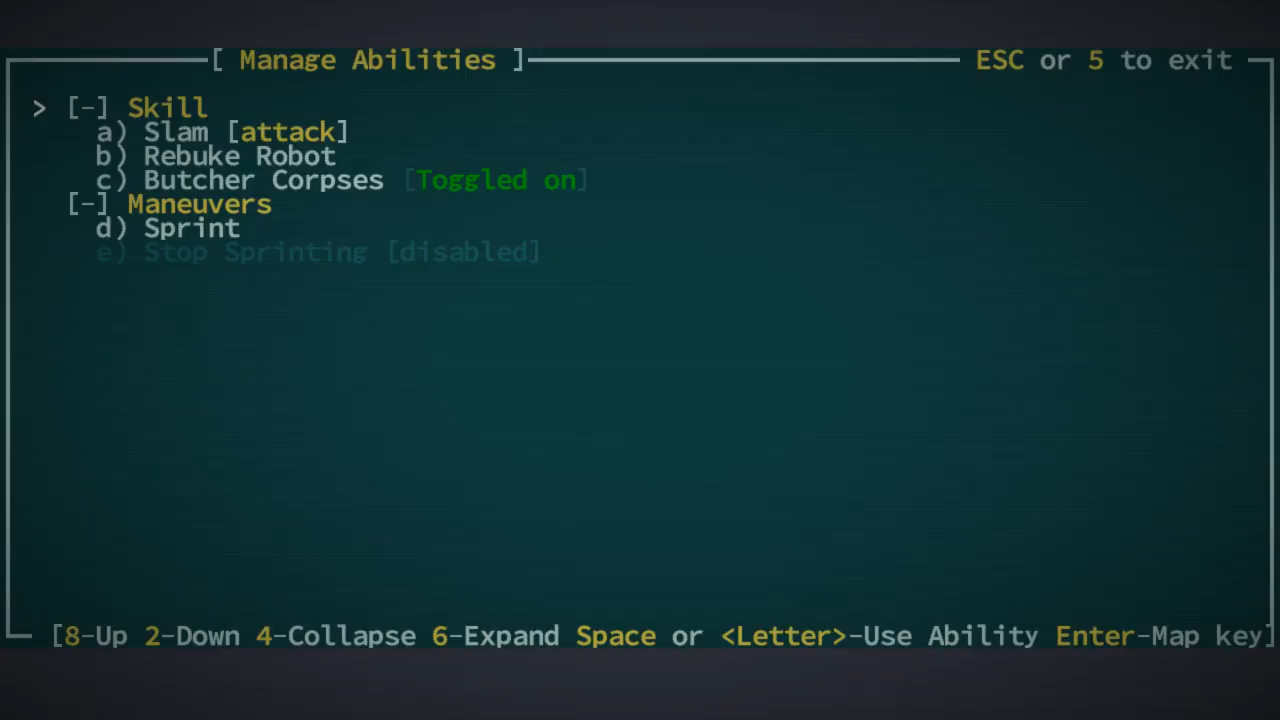 [ Manage Abilities ] ESC or 5 to exit
> [-] Skill
a) Slam [attack]
b) Rebuke Robot
c) Butcher Corpses [Toggled on]
[-] Maneuvers
d) Sprint
e) Stop Sprinting [disabled]
[8-Up 2-Down 4-Collapse 6-Expand Space or <Letter>-Use Ability Enter-Map key]